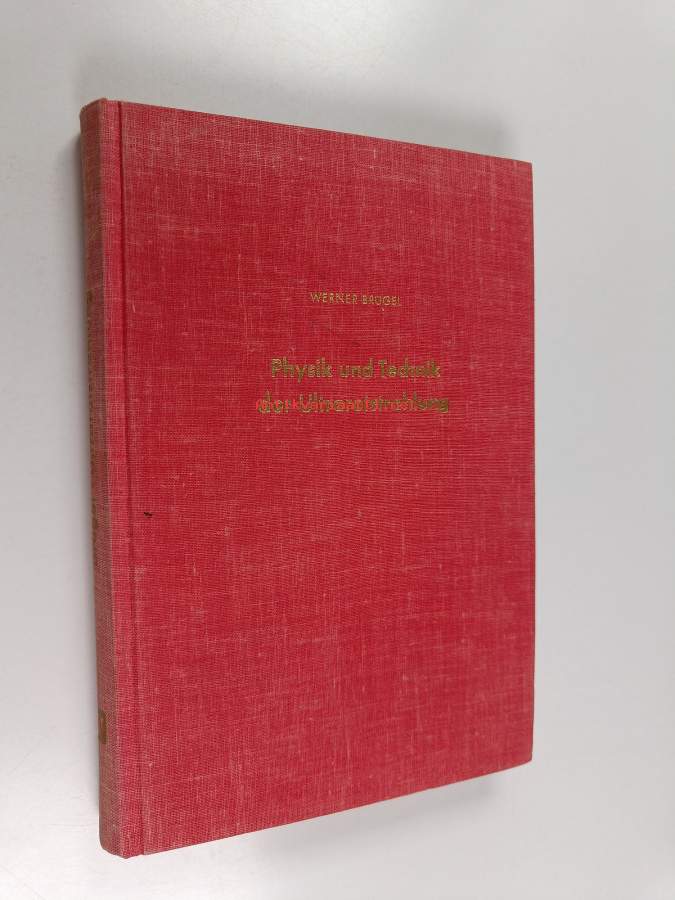 WERNER BRÜGEL
Physik und Technik
der Ultrarotstrahlung